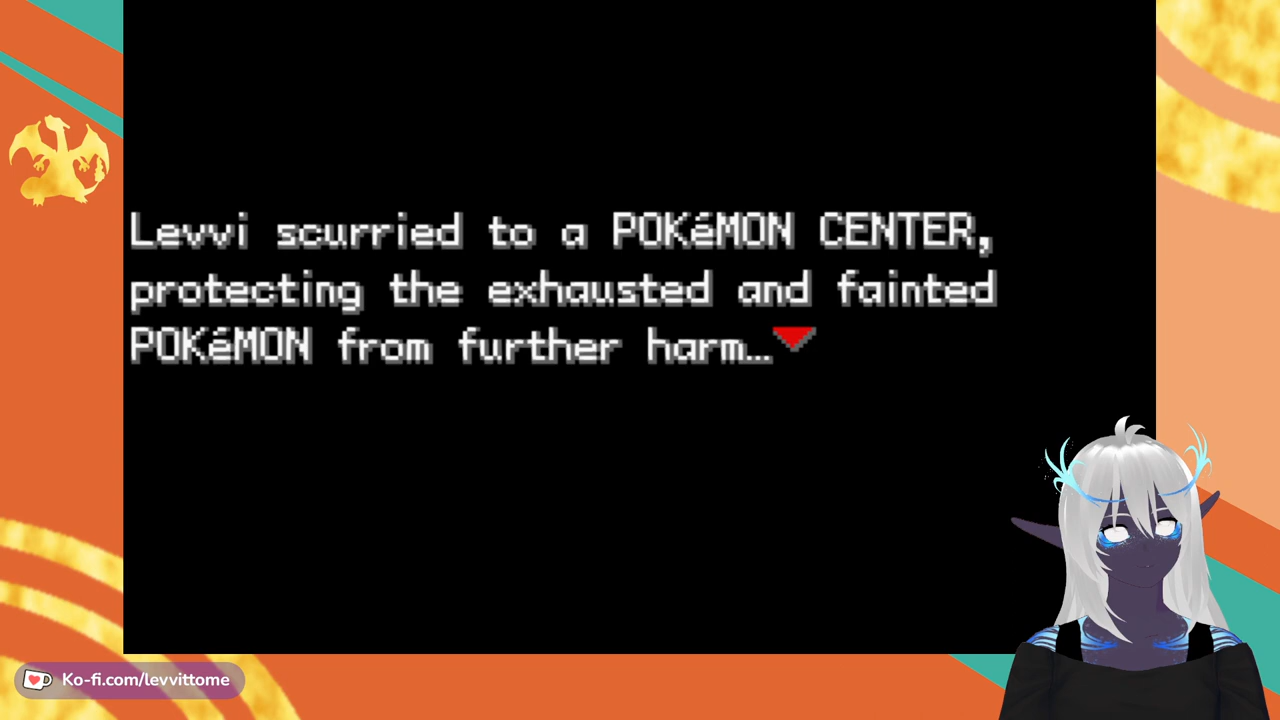 Levvi scurried to a POKéMON CENTER,
protecting the exhausted and fainted
POKéMON from further harm…
Ko-fi.com/levvittome